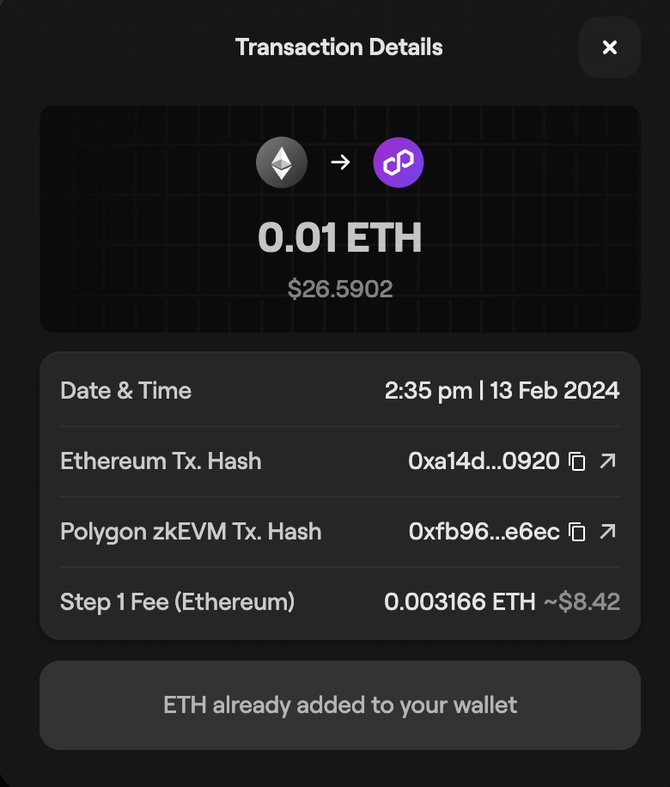 Transaction Details
0.01 ETH
$26.5902
Date & Time 2:35 pm | 13 Feb 2024
Ethereum Tx. Hash 0xa14d...0920
Polygon zkEVM Tx. Hash 0xfb96...e6ec
Step 1 Fee (Ethereum) 0.003166 ETH ~$8.42
ETH already added to your wallet